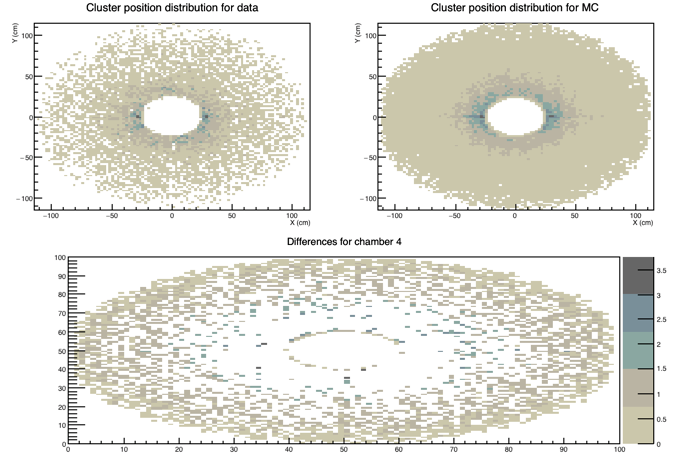 Cluster position distribution for data
Cluster position distribution for MC
Y (cm)
100
50
0
−50
−100
−100 −50 0 50 100
X (cm)
Y (cm)
100
50
0
−50
−100
−100 −50 0 50 100
X (cm)
Differences for chamber 4
100
90
80
70
60
50
40
30
20
10
0
0 10 20 30 40 50 60 70 80 90 100
3.5
3
2.5
2
1.5
1
0.5
0